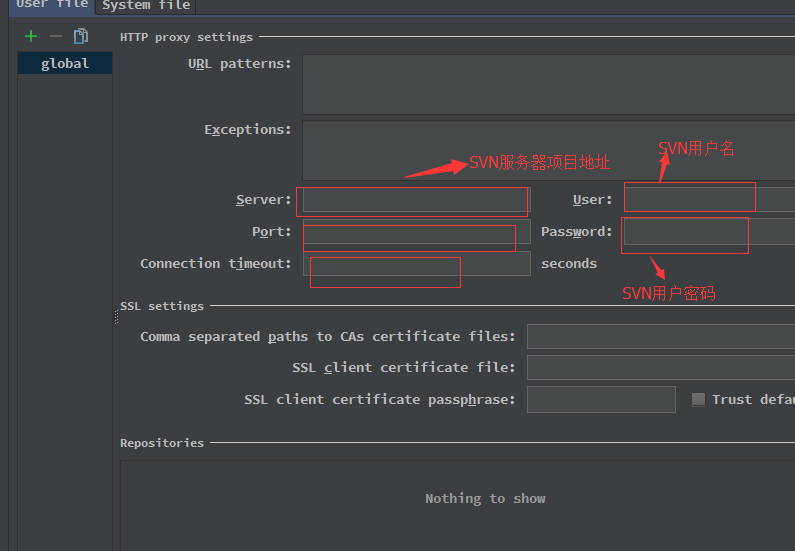 User file System file
HTTP proxy settings
global
URL patterns:
Exceptions:
SVN用户名
SVN服务器项目地址
Server: User:
Port: Password:
Connection timeout: seconds
SVN用户密码
SSL settings
Comma separated paths to CAs certificate files:
SSL client certificate file:
SSL client certificate passphrase: Trust defau
Repositories
Nothing to show